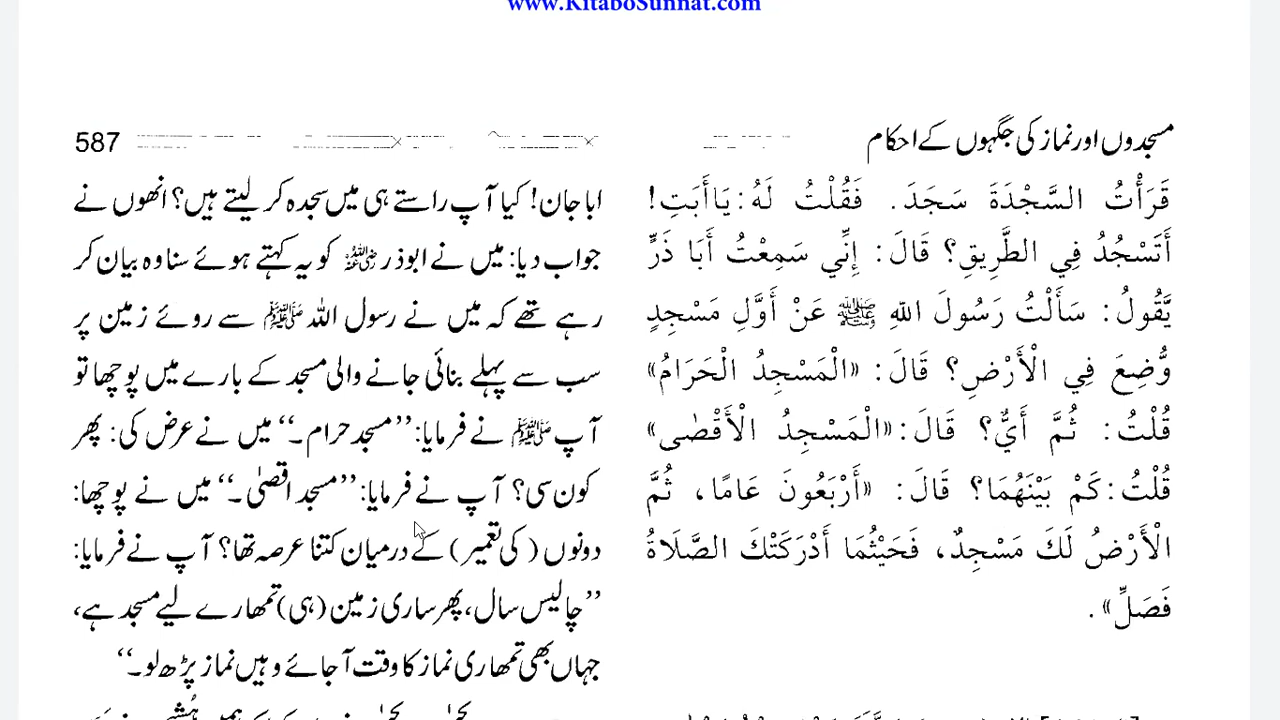 www.KitaboSunnat.com
مسجدوں اور نماز کی جگہوں کے احکام
587
قَرَأْتُ السَّجْدَةَ سَجَدَ. فَقُلْتُ لَهُ: يَا أَبَتِ!
أَتَسْجُدُ فِي الطَّرِيقِ؟ قَالَ: إِنِّي سَمِعْتُ أَبَا ذَرٍّ
يَّقُولُ: سَأَلْتُ رَسُولَ اللهِ ﷺ عَنْ أَوَّلِ مَسْجِدٍ
وُّضِعَ فِي الْأَرْضِ؟ قَالَ: «الْمَسْجِدُ الْحَرَامُ»
قُلْتُ: ثُمَّ أَيٌّ؟ قَالَ: «الْمَسْجِدُ الْأَقْصٰى»
قُلْتُ: كَمْ بَيْنَهُمَا؟ قَالَ: «أَرْبَعُونَ عَامًا، ثُمَّ
الْأَرْضُ لَكَ مَسْجِدٌ، فَحَيْثُمَا أَدْرَكَتْكَ الصَّلَاةُ
فَصَلِّ».
ابا جان! کیا آپ راستے ہی میں سجدہ کر لیتے ہیں؟ انھوں نے
جواب دیا: میں نے ابوذر رضی اللہ عنہ کو یہ کہتے ہوئے سنا وہ بیان کر
رہے تھے کہ میں نے رسول اللہ ﷺ سے روئے زمین پر
سب سے پہلے بنائی جانے والی مسجد کے بارے میں پوچھا تو
آپ ﷺ نے فرمایا: ’’مسجد حرام۔‘‘ میں نے عرض کی: پھر
کون سی؟ آپ نے فرمایا: ’’مسجد اقصیٰ۔‘‘ میں نے پوچھا:
دونوں (کی تعمیر) کے درمیان کتنا عرصہ تھا؟ آپ نے فرمایا:
’’چالیس سال، پھر ساری زمین (ہی) تمھارے لیے مسجد ہے،
جہاں بھی تمھاری نماز کا وقت آ جائے وہیں نماز پڑھ لو۔‘‘